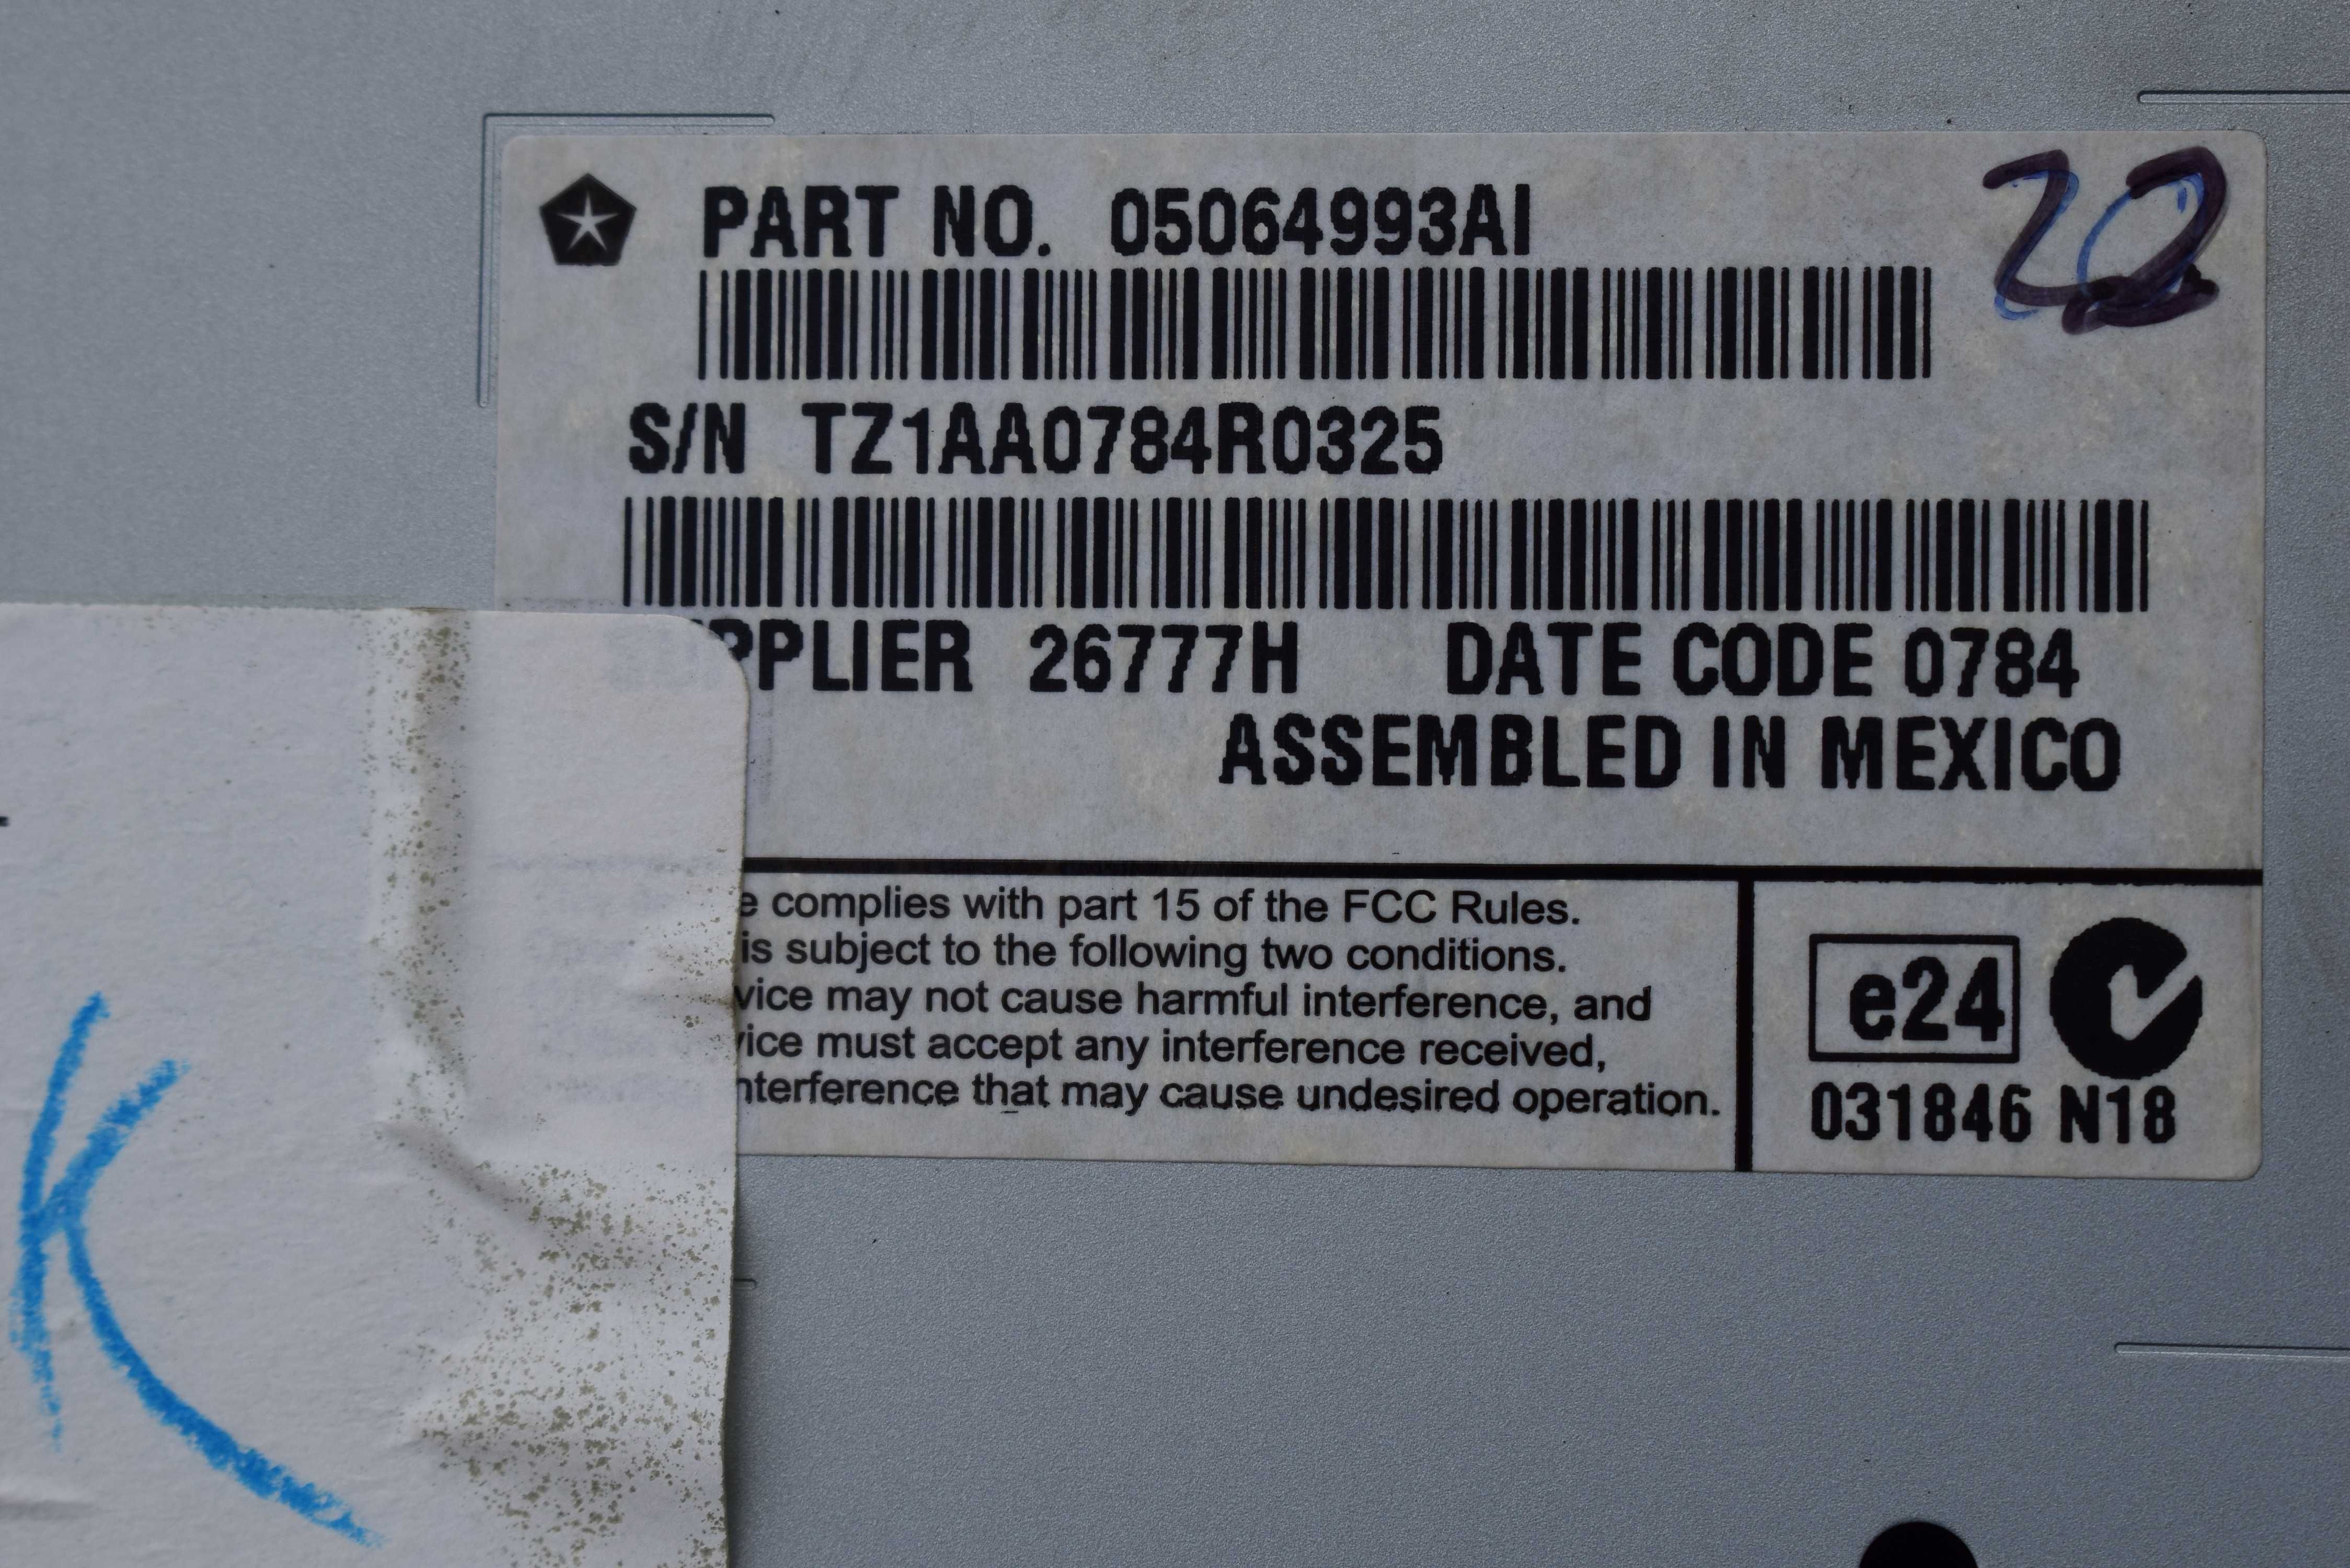 PART NO. 05064993AI
22
S/N TZ1AA0784R0325
PPLIER 26777H DATE CODE 0784
ASSEMBLED IN MEXICO
e complies with part 15 of the FCC Rules.
is subject to the following two conditions.
vice may not cause harmful interference, and
vice must accept any interference received,
nterference that may cause undesired operation.
e24
031846 N18
K